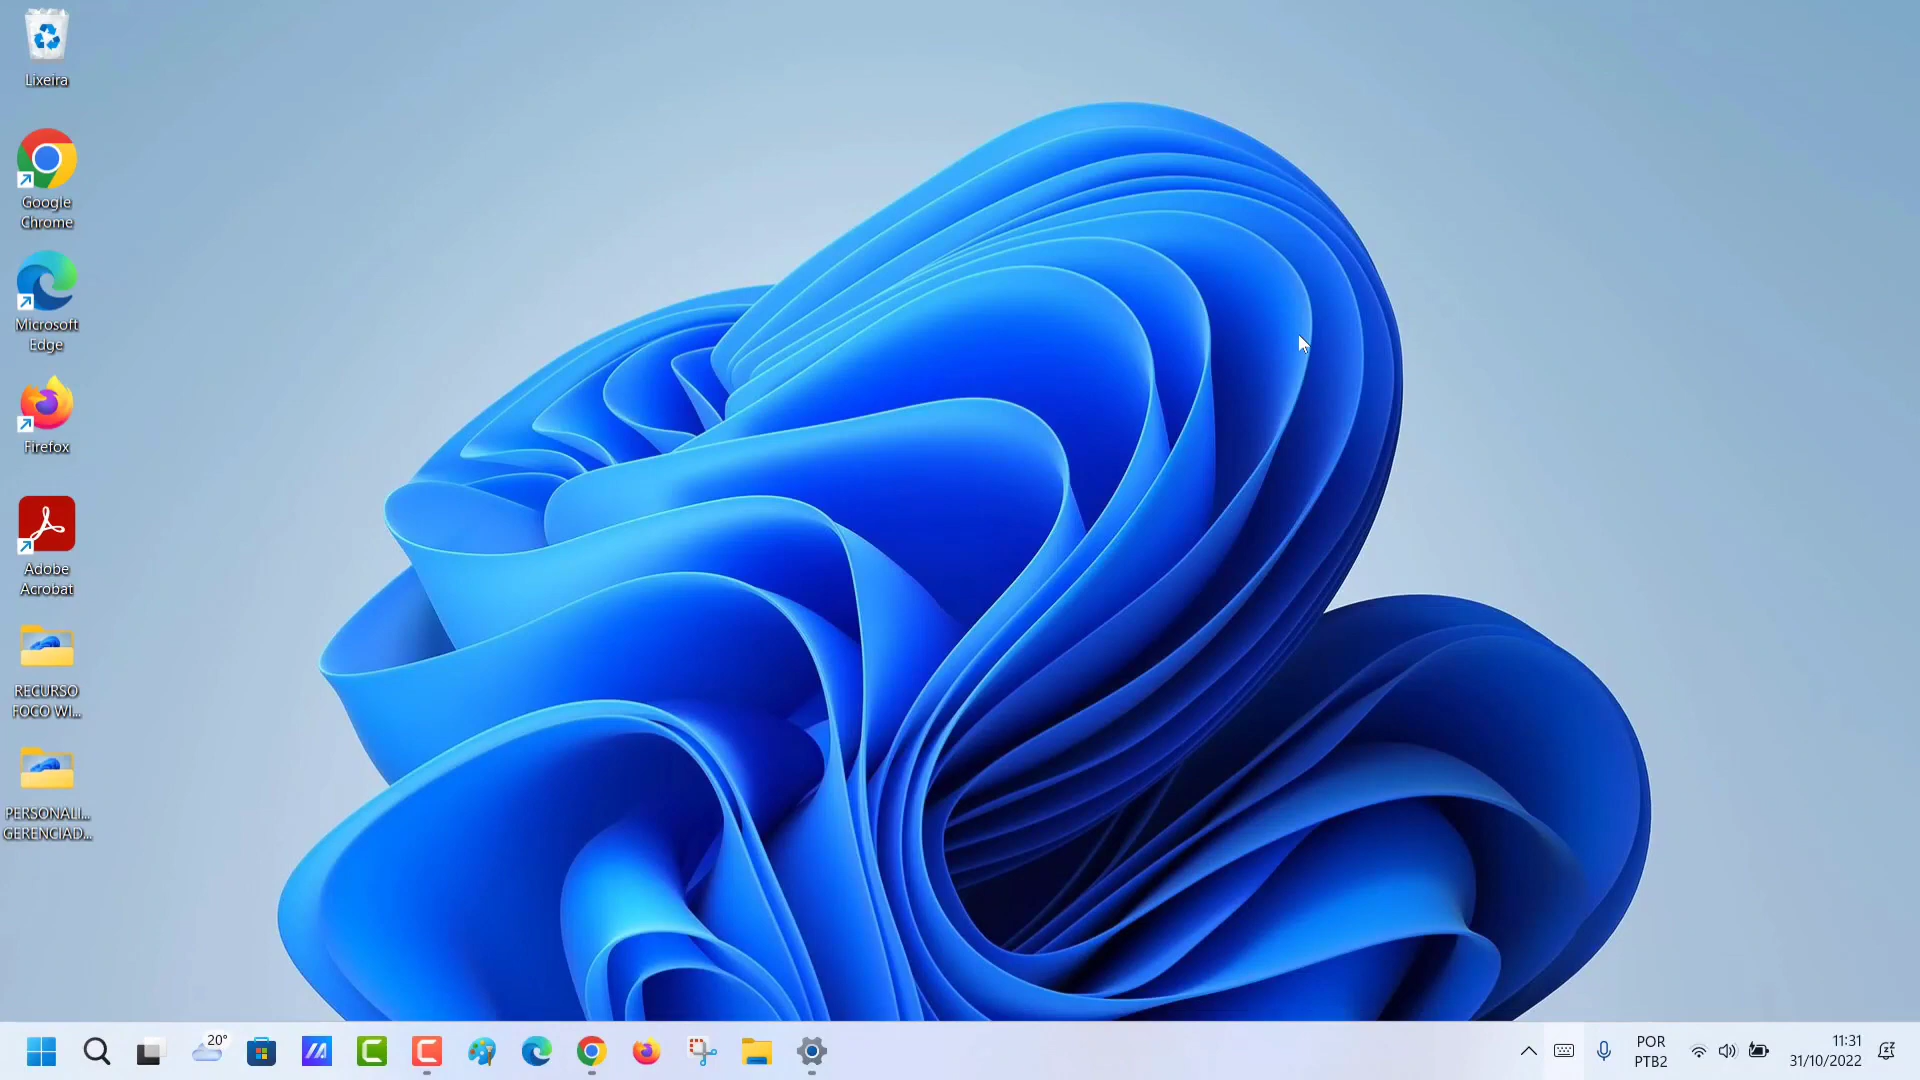 Lixeira
Google
Chrome
Microsoft
Edge
Firefox
Adobe
Acrobat
RECURSO
FOCO WI...
PERSONALI...
GERENCIAD...
20°
POR
PTB2
11:31
31/10/2022